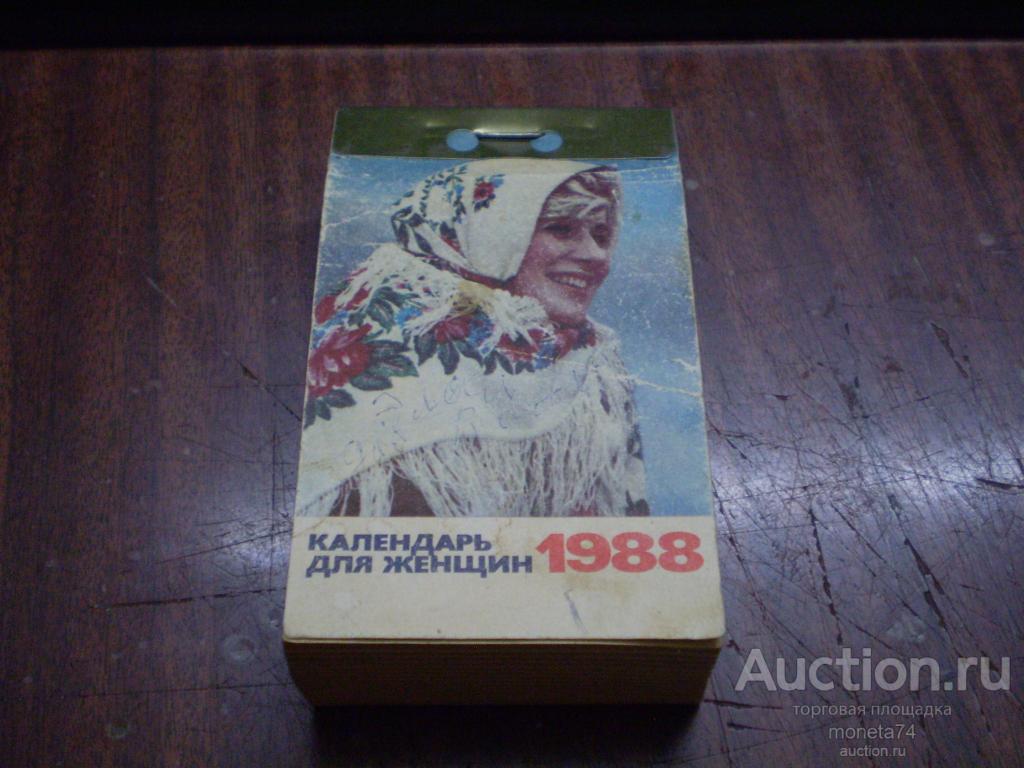 КАЛЕНДАРЬ
ДЛЯ ЖЕНЩИН 1988
Auction.ru
торговая площадка
moneta74
auction.ru